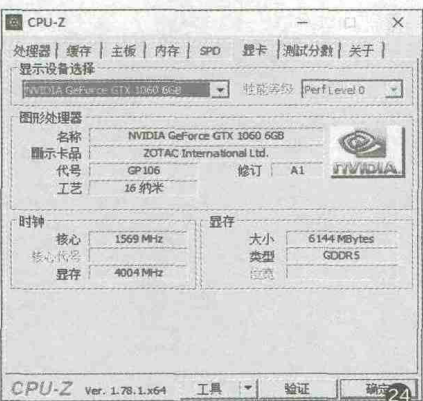 CPU-Z
处理器 缓存 主板 内存 SPD 显卡 测试分数 关于
显示设备选择
NVIDIA GeForce GTX 1060 6GB 性能等级 Perf Level 0
图形处理器
名称 NVIDIA GeForce GTX 1060 6GB
显示卡品 ZOTAC International Ltd.
代号 GP106 修订 A1
工艺 16 纳米
NVIDIA
时钟
核心 1569 MHz
核心代号
显存 4004 MHz
显存
大小 6144 MBytes
类型 GDDR5
位宽
CPU-Z Ver. 1.78.1.x64 工具 验证 确定
24